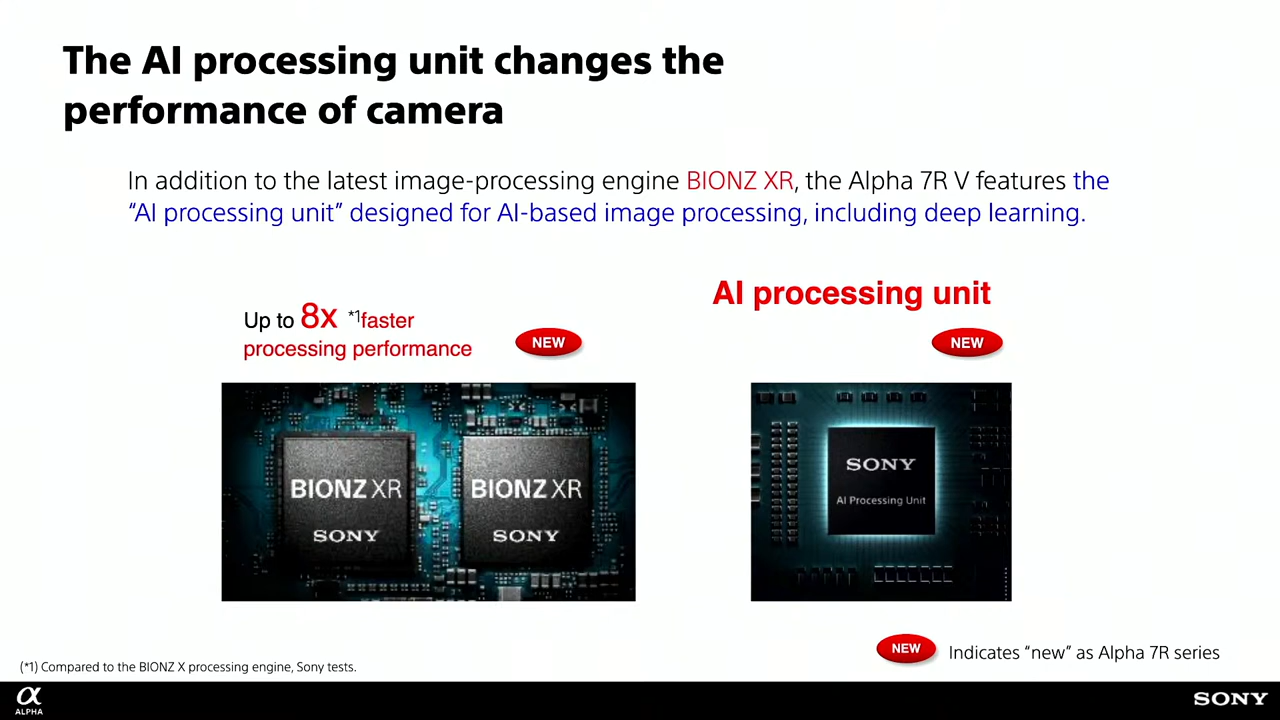 The AI processing unit changes the
performance of camera
In addition to the latest image-processing engine BIONZ XR, the Alpha 7R V features the
“AI processing unit” designed for AI-based image processing, including deep learning.
Up to 8x *1faster
processing performance
NEW
AI processing unit
NEW
BIONZ XR
SONY
BIONZ XR
SONY
SONY
AI Processing Unit
NEW
Indicates “new” as Alpha 7R series
(*1) Compared to the BIONZ X processing engine, Sony tests.
α
ALPHA
SONY